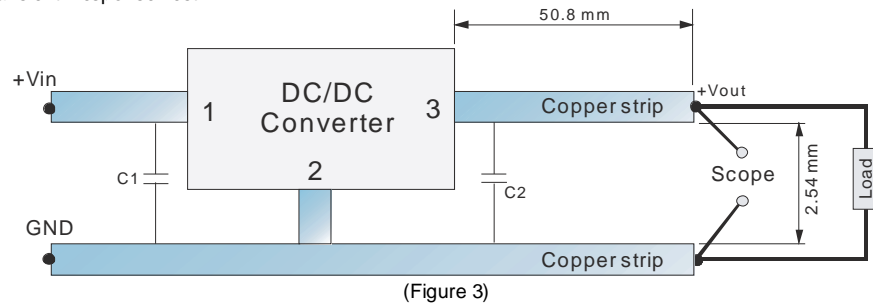 50.8 mm
+Vin
+Vout
DC/DC
Converter
1
2
3
Copper strip
C1
C2
Scope
2.54 mm
Load
GND
Copper strip
(Figure 3)